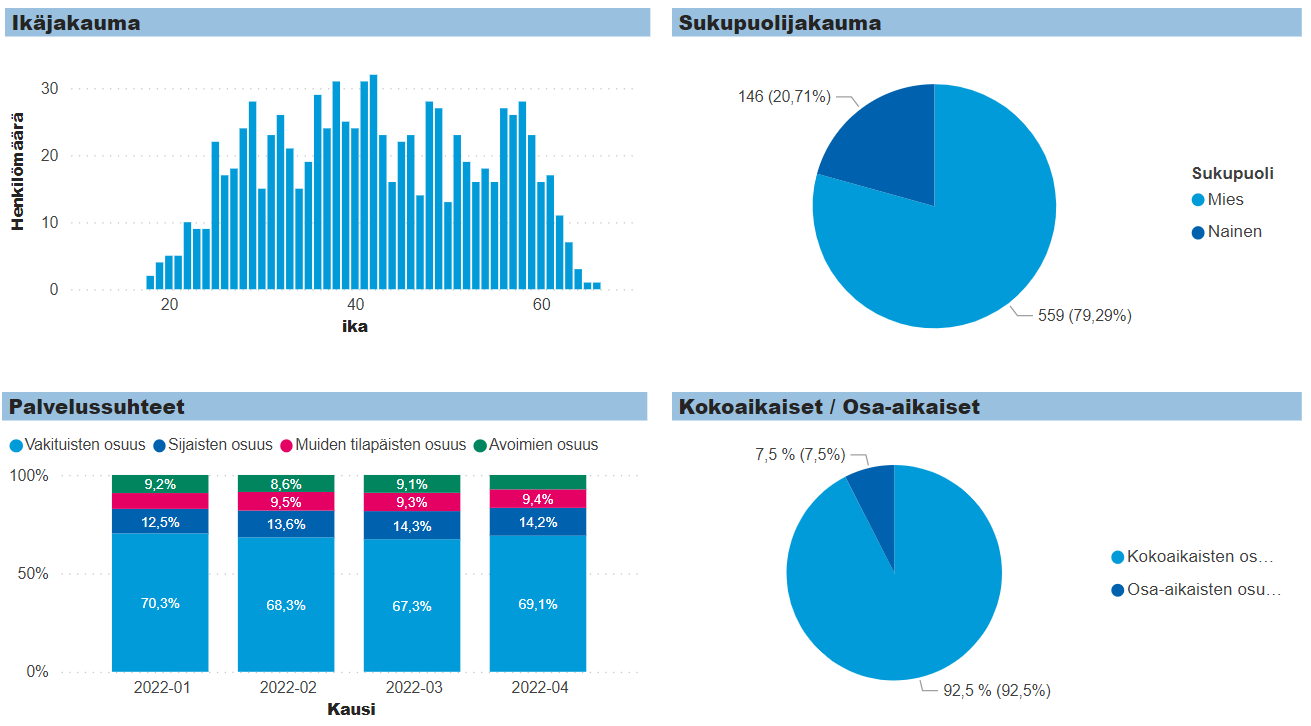 Ikäjakauma
Henkilömäärä
30
20
10
0
20 40 60
ika
Sukupuolijakauma
146 (20,71%)
559 (79,29%)
Sukupuoli
Mies
Nainen
Palvelussuhteet
Vakituisten osuus Sijaisten osuus Muiden tilapäisten osuus Avoimien osuus
100%
50%
0%
9,2% 8,6% 9,1%
9,5% 9,3% 9,4%
12,5% 13,6% 14,3% 14,2%
70,3% 68,3% 67,3% 69,1%
2022-01 2022-02 2022-03 2022-04
Kausi
Kokoaikaiset / Osa-aikaiset
7,5 % (7,5%)
92,5 % (92,5%)
Kokoaikaisten os…
Osa-aikaisten osu…